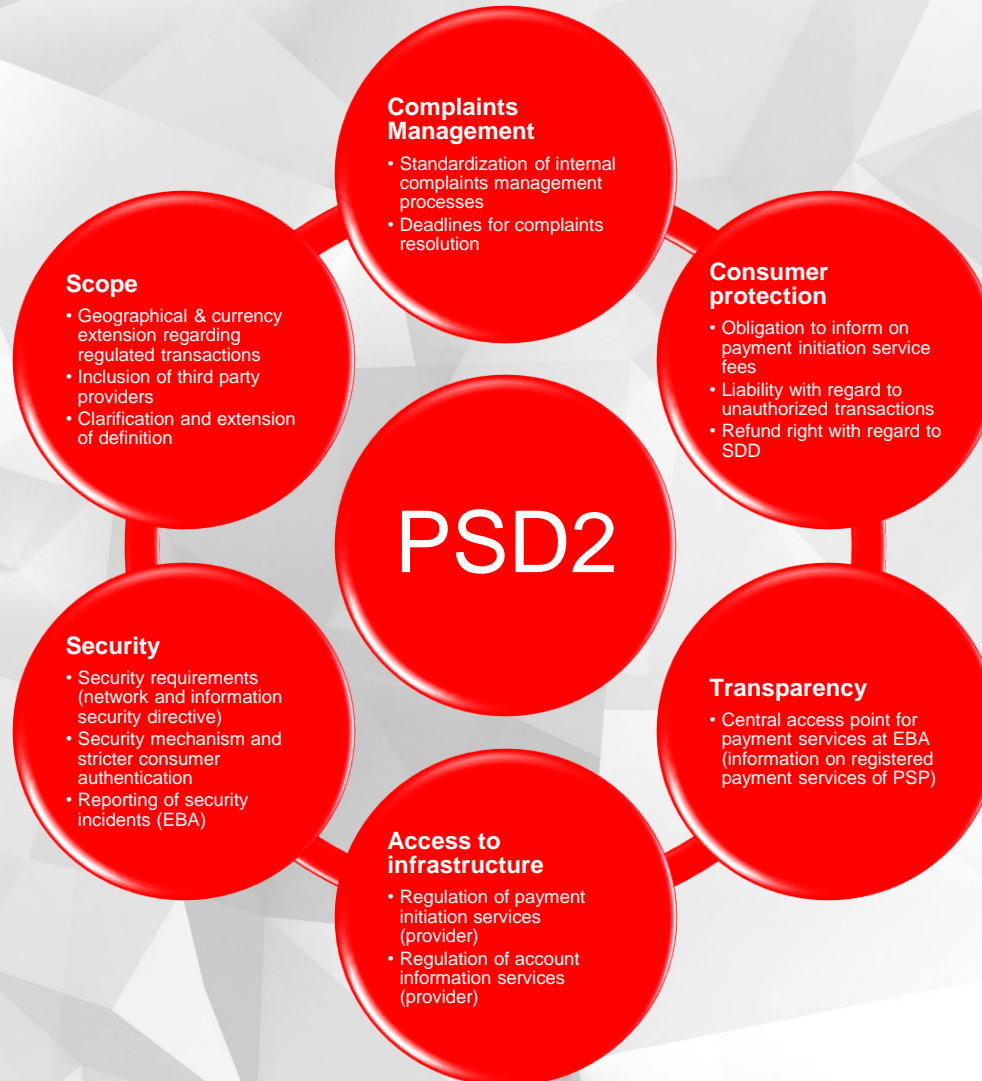 Complaints
Management
• Standardization of internal
complaints management
processes
• Deadlines for complaints
resolution
Scope
• Geographical & currency
extension regarding
regulated transactions
• Inclusion of third party
providers
• Clarification and extension
of definition
Consumer
protection
• Obligation to inform on
payment initiation service
fees
• Liability with regard to
unauthorized transactions
• Refund right with regard to
SDD
PSD2
Security
• Security requirements
(network and information
security directive)
• Security mechanism and
stricter consumer
authentication
• Reporting of security
incidents (EBA)
Transparency
• Central access point for
payment services at EBA
(information on registered
payment services of PSP)
Access to
infrastructure
• Regulation of payment
initiation services
(provider)
• Regulation of account
information services
(provider)